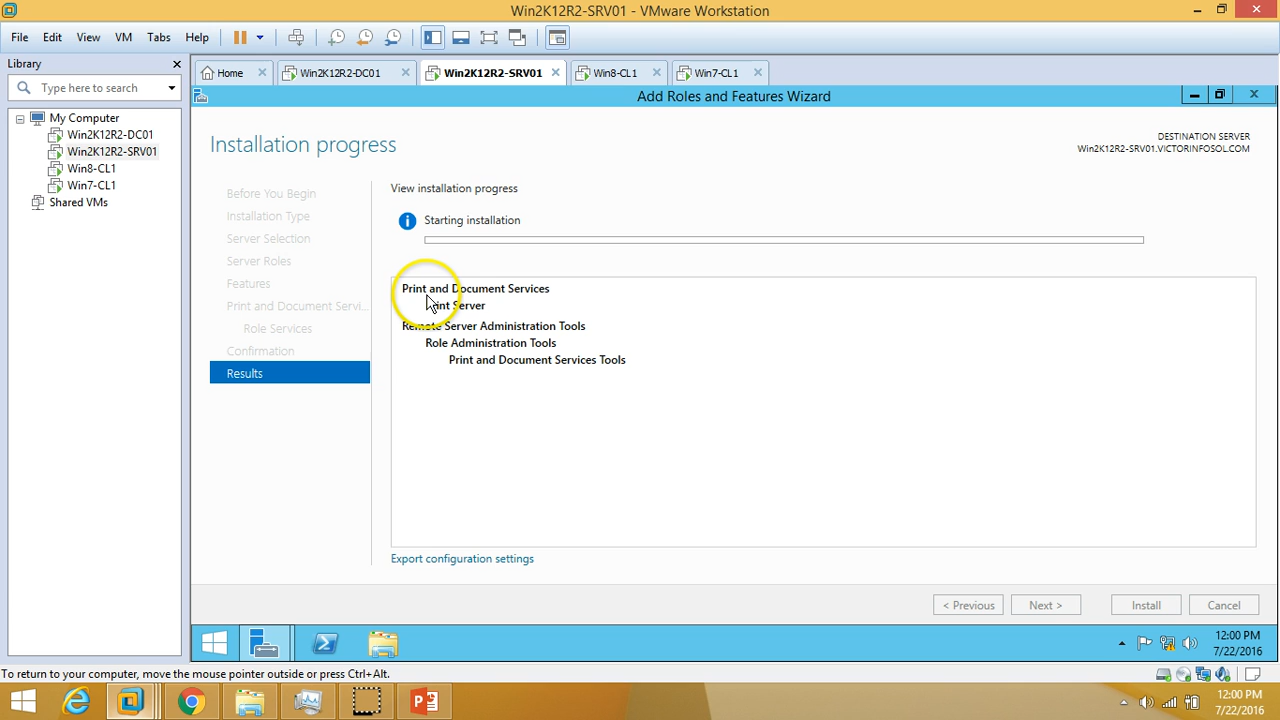 Win2K12R2-SRV01 - VMware Workstation
File Edit View VM Tabs Help
Library
Type here to search
My Computer
Win2K12R2-DC01
Win2K12R2-SRV01
Win8-CL1
Win7-CL1
Shared VMs
Home Win2K12R2-DC01 Win2K12R2-SRV01 Win8-CL1 Win7-CL1
Add Roles and Features Wizard
Installation progress
DESTINATION SERVER
Win2K12R2-SRV01.VICTORINFOSOL.COM
Before You Begin
Installation Type
Server Selection
Server Roles
Features
Print and Document Servi...
Role Services
Confirmation
Results
View installation progress
Starting installation
Print and Document Services
Print Server
Remote Server Administration Tools
Role Administration Tools
Print and Document Services Tools
Export configuration settings
< Previous Next > Install Cancel
12:00 PM
7/22/2016
To return to your computer, move the mouse pointer outside or press Ctrl+Alt.
12:00 PM
7/22/2016